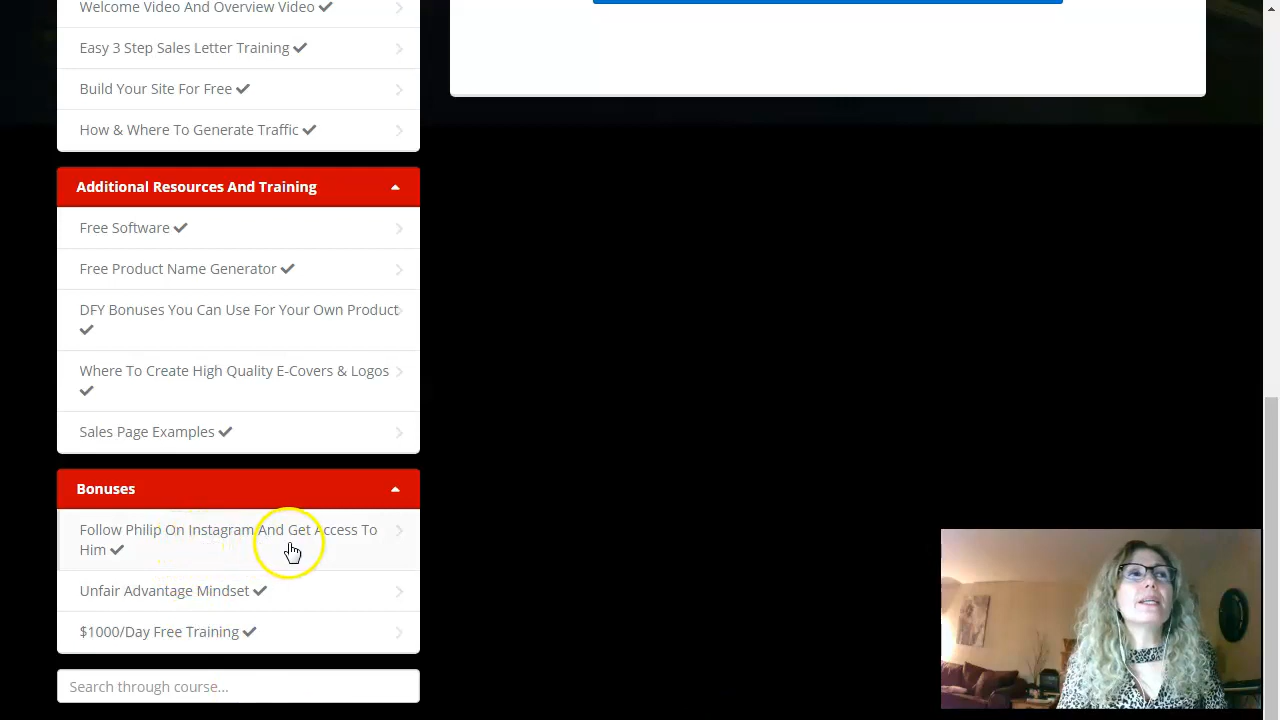 Welcome Video And Overview Video
Easy 3 Step Sales Letter Training
Build Your Site For Free
How & Where To Generate Traffic
Additional Resources And Training
Free Software
Free Product Name Generator
DFY Bonuses You Can Use For Your Own Product
Where To Create High Quality E-Covers & Logos
Sales Page Examples
Bonuses
Follow Philip On Instagram And Get Access To
Him
Unfair Advantage Mindset
$1000/Day Free Training
Search through course...